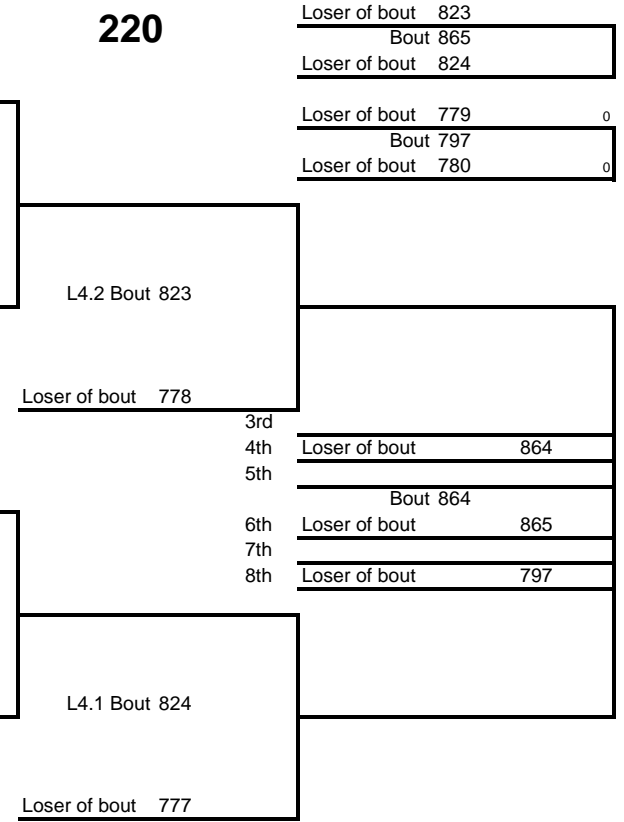 220
Loser of bout 823
Bout 865
Loser of bout 824
Loser of bout 779 0
Bout 797
Loser of bout 780 0
L4.2 Bout 823
Loser of bout 778
3rd
4th Loser of bout 864
5th
Bout 864
6th Loser of bout 865
7th
8th Loser of bout 797
L4.1 Bout 824
Loser of bout 777